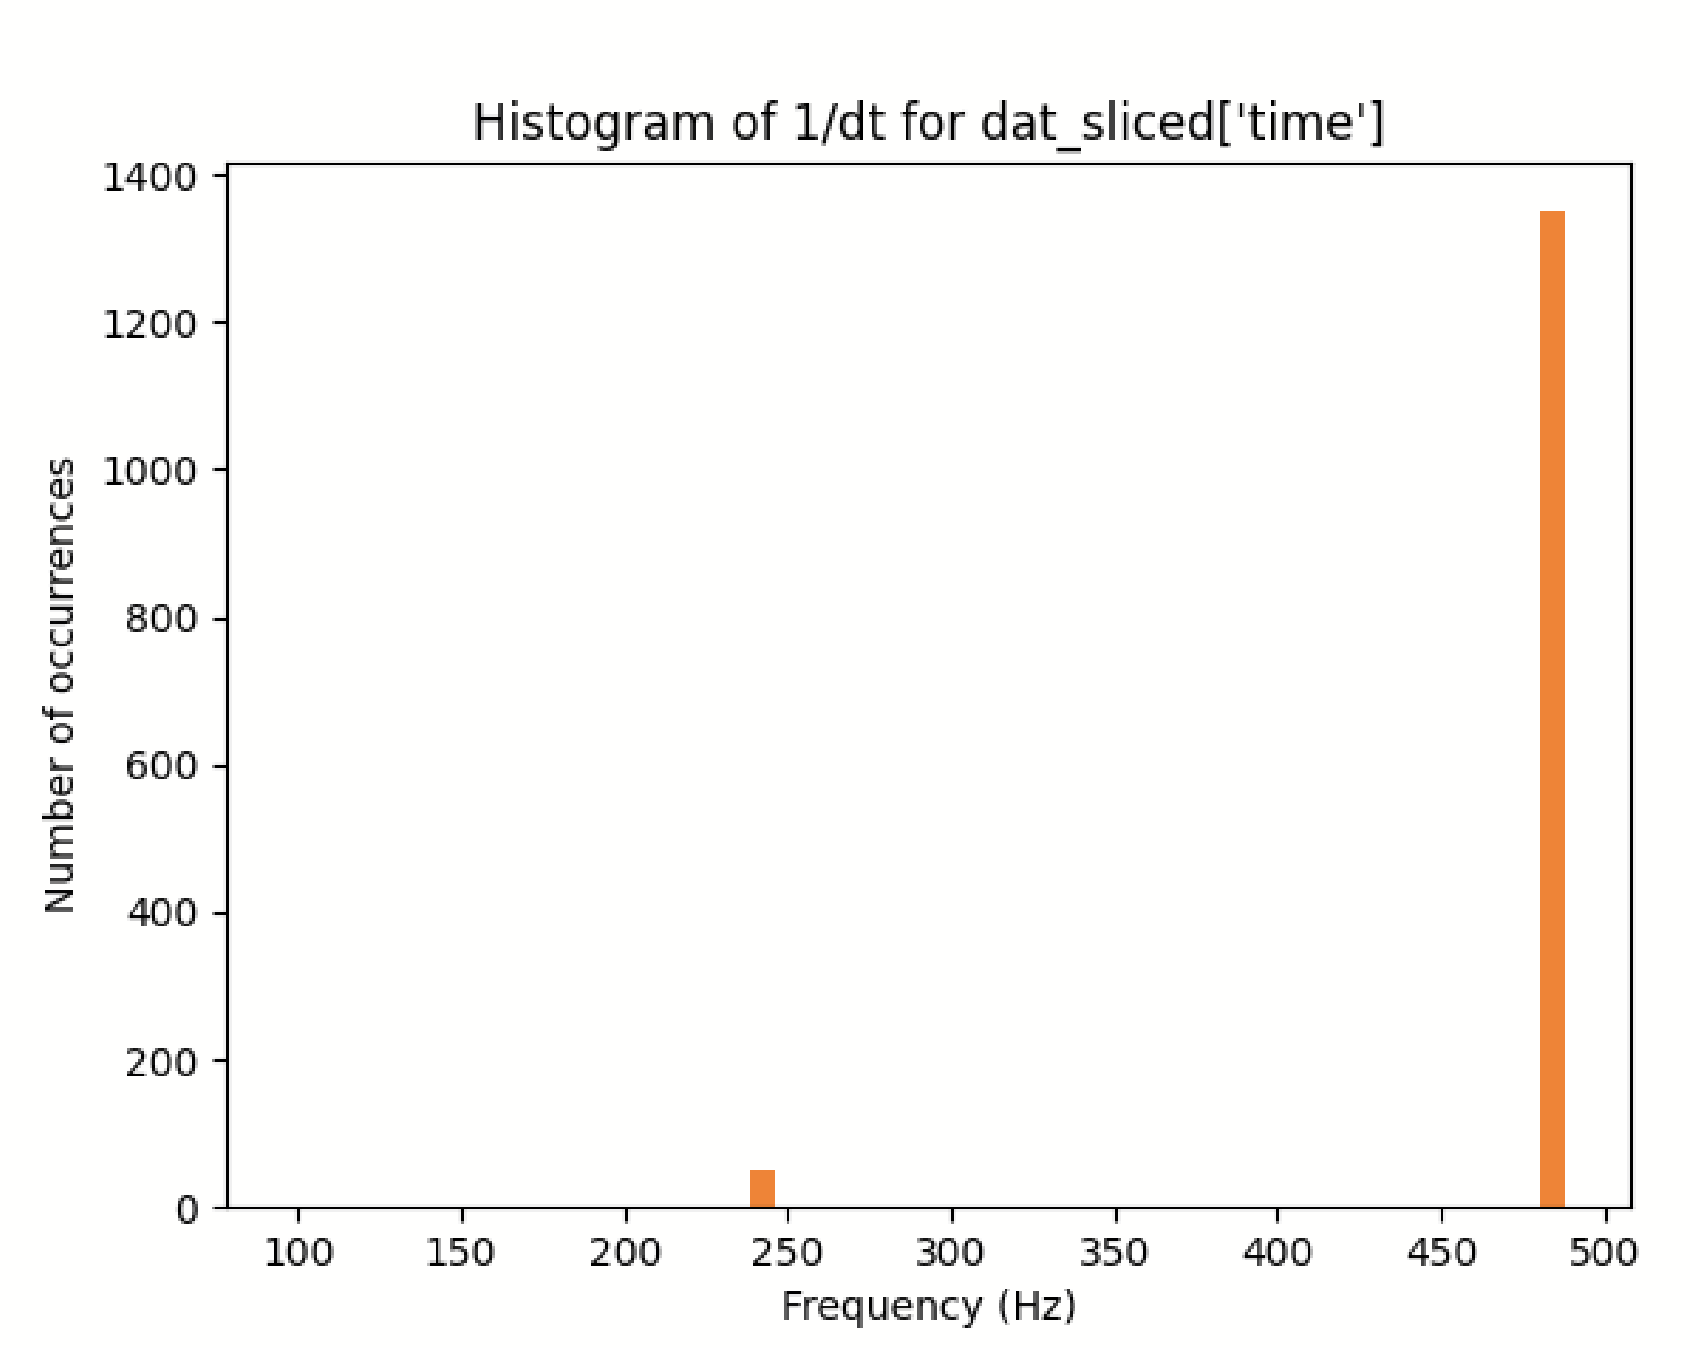 Histogram of 1/dt for dat_sliced['time']
1400
1200
1000
800
600
400
200
0
Number of occurrences
100 150 200 250 300 350 400 450 500
Frequency (Hz)